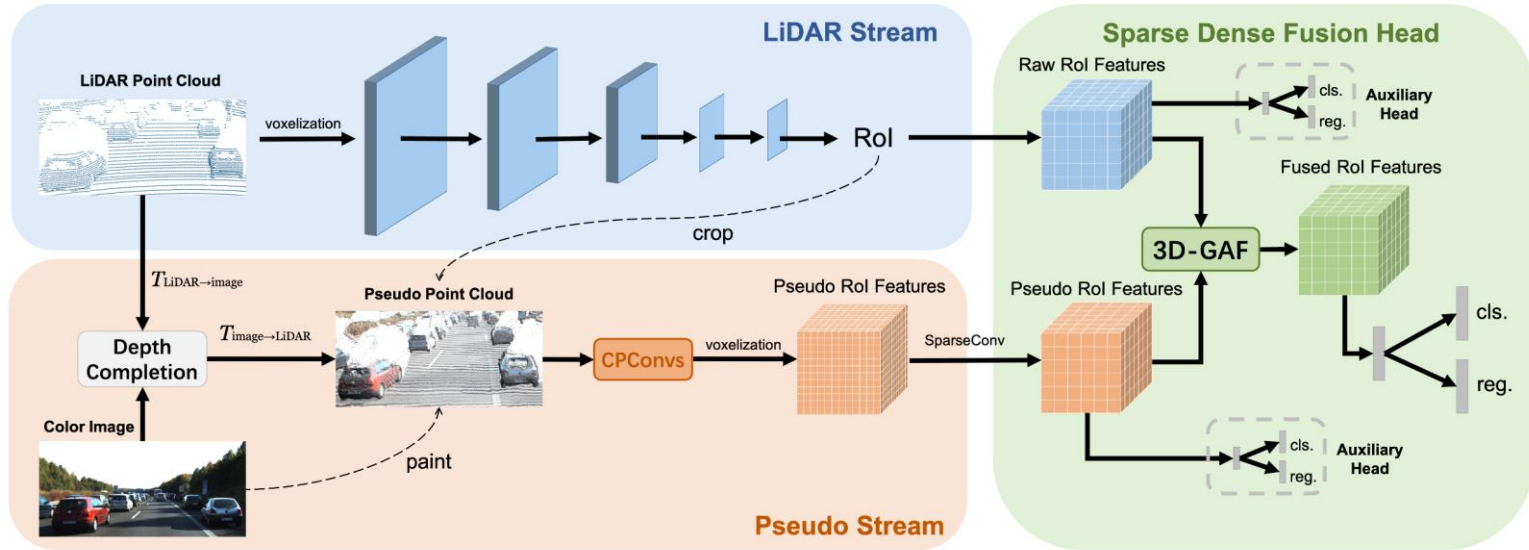 LiDAR Stream
LiDAR Point Cloud
voxelization
RoI
crop
T LiDAR→image
Pseudo Point Cloud
T image→LiDAR
Depth
Completion
CPConvs
voxelization
Pseudo RoI Features
SparseConv
Color Image
paint
Pseudo Stream
Sparse Dense Fusion Head
Raw RoI Features
cls.
reg.
Auxiliary
Head
Fused RoI Features
3D-GAF
Pseudo RoI Features
cls.
reg.
cls.
reg.
Auxiliary
Head